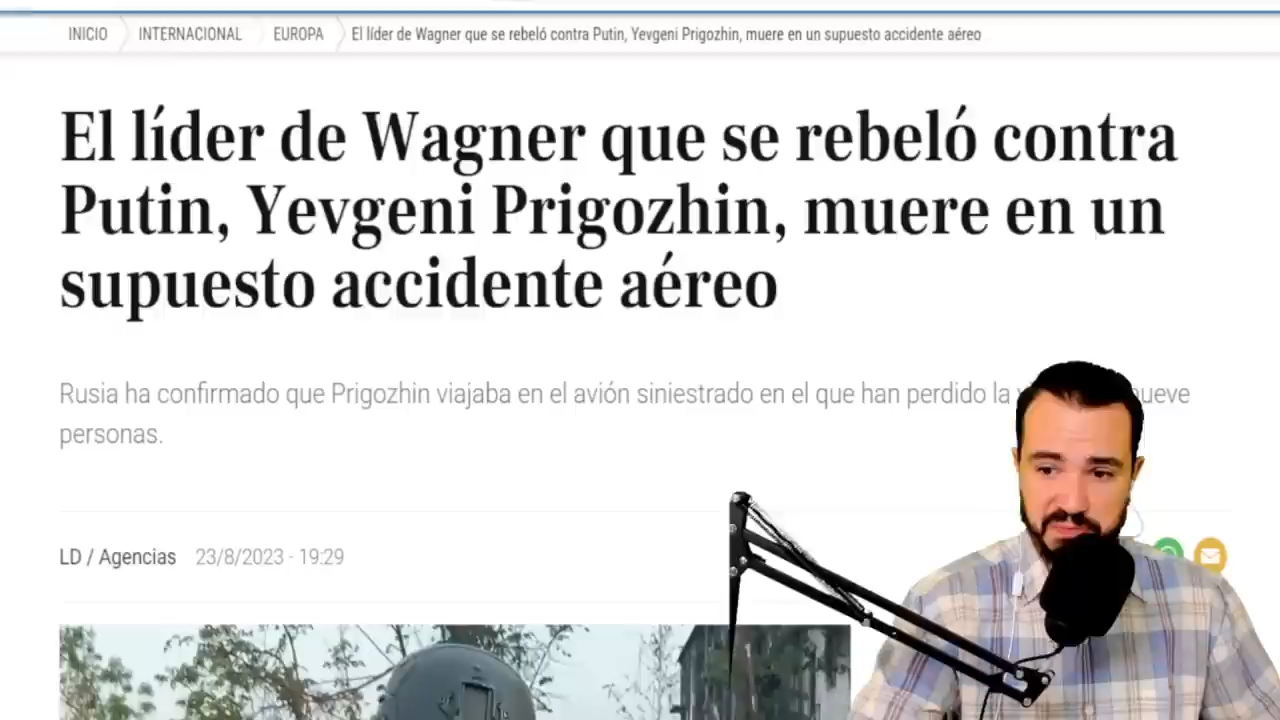 INICIO INTERNACIONAL EUROPA El líder de Wagner que se rebeló contra Putin, Yevgeni Prigozhin, muere en un supuesto accidente aéreo
El líder de Wagner que se rebeló contra
Putin, Yevgeni Prigozhin, muere en un
supuesto accidente aéreo
Rusia ha confirmado que Prigozhin viajaba en el avión siniestrado en el que han perdido la
personas.
LD / Agencias 23/8/2023 - 19:29